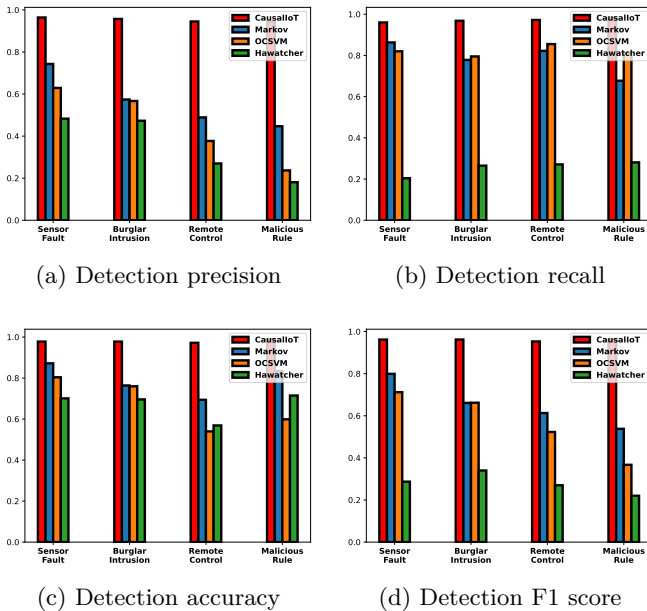 1.0
0.8
0.6
0.4
0.2
0.0
CausalIoT
Markov
OCSVM
Hawatcher
Sensor Fault
Burglar Intrusion
Remote Control
Malicious Rule
(a) Detection precision
1.0
0.8
0.6
0.4
0.2
0.0
CausalIoT
Markov
OCSVM
Hawatcher
Sensor Fault
Burglar Intrusion
Remote Control
Malicious Rule
(b) Detection recall
1.0
0.8
0.6
0.4
0.2
0.0
CausalIoT
Markov
OCSVM
Hawatcher
Sensor Fault
Burglar Intrusion
Remote Control
Malicious Rule
(c) Detection accuracy
1.0
0.8
0.6
0.4
0.2
0.0
CausalIoT
Markov
OCSVM
Hawatcher
Sensor Fault
Burglar Intrusion
Remote Control
Malicious Rule
(d) Detection F1 score